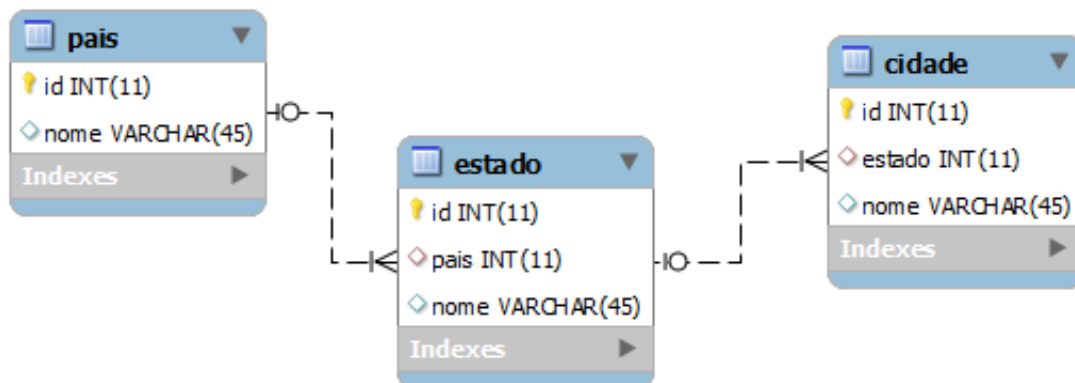 pais
id INT(11)
nome VARCHAR(45)
Indexes
estado
id INT(11)
pais INT(11)
nome VARCHAR(45)
Indexes
cidade
id INT(11)
estado INT(11)
nome VARCHAR(45)
Indexes